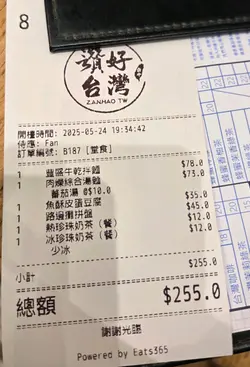 8
讚好
台灣
ZANHAO TW
開檯時間: 2025-05-24 19:34:42
侍應: Fan
訂單編號: B187 [堂食]
1 豐盛牛乾拌麵 $78.0
1 肉燥綜合湯麵 $73.0
蕃茄湯 @$10.0
1 魚酥皮蛋豆腐 $35.0
1 路邊攤拼盤 $45.0
1 熱珍珠奶茶 (餐) $12.0
1 冰珍珠奶茶 (餐) $12.0
少冰
小計 $255.0
總額 $255.0
謝謝光臨
Powered by Eats365